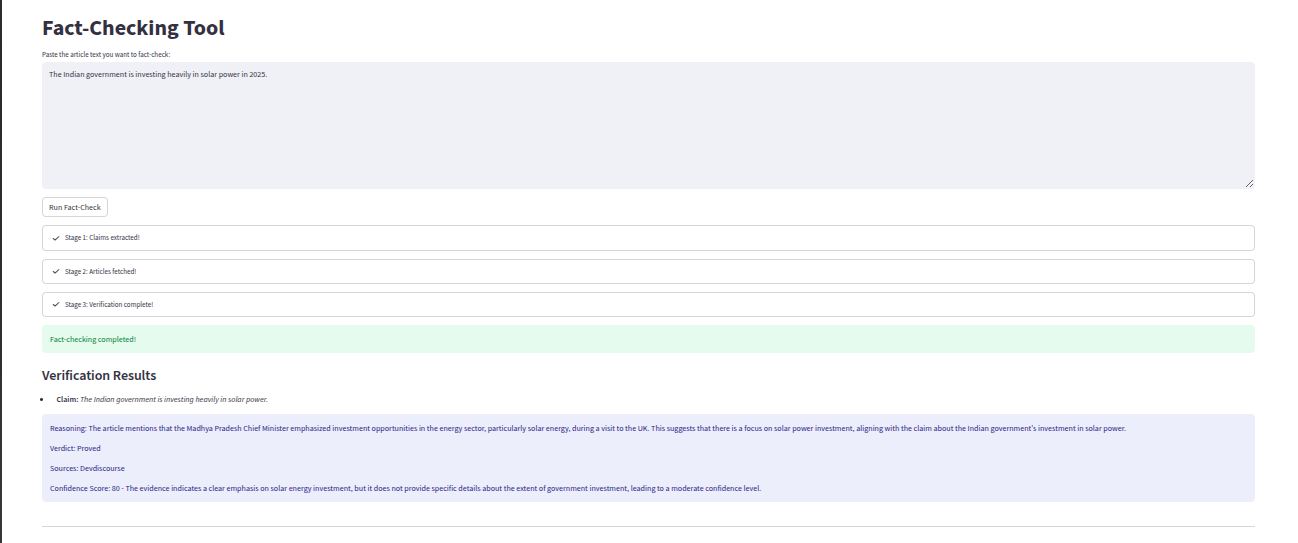 Fact-Checking Tool
Paste the article text you want to fact-check:
The Indian government is investing heavily in solar power in 2025.
Run Fact-Check
Stage 1: Claims extracted!
Stage 2: Articles fetched!
Stage 3: Verification complete!
Fact-checking completed!
Verification Results
Claim: The Indian government is investing heavily in solar power.
Reasoning: The article mentions that the Madhya Pradesh Chief Minister emphasized investment opportunities in the energy sector, particularly solar energy, during a visit to the UK. This suggests that there is a focus on solar power investment, aligning with the claim about the Indian government's investment in solar power.
Verdict: Proved
Sources: Devdiscourse
Confidence Score: 80 - The evidence indicates a clear emphasis on solar energy investment, but it does not provide specific details about the extent of government investment, leading to a moderate confidence level.